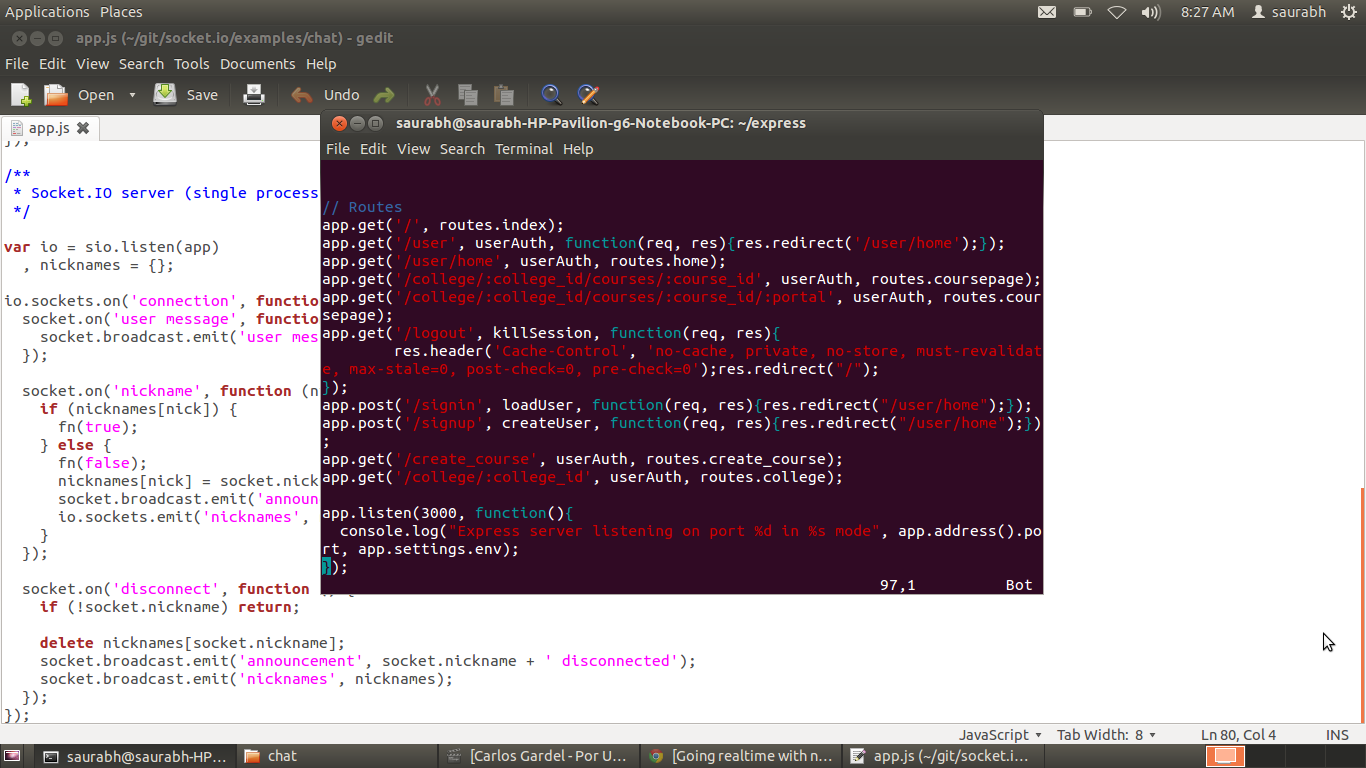 Applications Places 8:27 AM saurabh
app.js (~/git/socket.io/examples/chat) - gedit
File Edit View Search Tools Documents Help
Open Save Undo
app.js
});
/**
 * Socket.IO server (single process
 */
var io = sio.listen(app)
  , nicknames = {};
io.sockets.on('connection', functio
  socket.on('user message', functio
    socket.broadcast.emit('user mes
  });
  socket.on('nickname', function (n
    if (nicknames[nick]) {
      fn(true);
    } else {
      fn(false);
      nicknames[nick] = socket.nick
      socket.broadcast.emit('announ
      io.sockets.emit('nicknames',
    }
  });
  socket.on('disconnect', function () {
    if (!socket.nickname) return;
    delete nicknames[socket.nickname];
    socket.broadcast.emit('announcement', socket.nickname + ' disconnected');
    socket.broadcast.emit('nicknames', nicknames);
  });
});
saurabh@saurabh-HP-Pavilion-g6-Notebook-PC: ~/express
File Edit View Search Terminal Help
// Routes
app.get('/', routes.index);
app.get('/user', userAuth, function(req, res){res.redirect('/user/home');});
app.get('/user/home', userAuth, routes.home);
app.get('/college/:college_id/courses/:course_id', userAuth, routes.coursepage);
app.get('/college/:college_id/courses/:course_id/:portal', userAuth, routes.cour
sepage);
app.get('/logout', killSession, function(req, res){
        res.header('Cache-Control', 'no-cache, private, no-store, must-revalidat
e, max-stale=0, post-check=0, pre-check=0');res.redirect("/");
});
app.post('/signin', loadUser, function(req, res){res.redirect("/user/home");});
app.post('/signup', createUser, function(req, res){res.redirect("/user/home");})
;
app.get('/create_course', userAuth, routes.create_course);
app.get('/college/:college_id', userAuth, routes.college);
app.listen(3000, function(){
  console.log("Express server listening on port %d in %s mode", app.address().po
rt, app.settings.env);
});
97,1 Bot
JavaScript Tab Width: 8 Ln 80, Col 4 INS
saurabh@saurabh-HP... chat [Carlos Gardel - Por U... [Going realtime with n... app.js (~/git/socket.i...